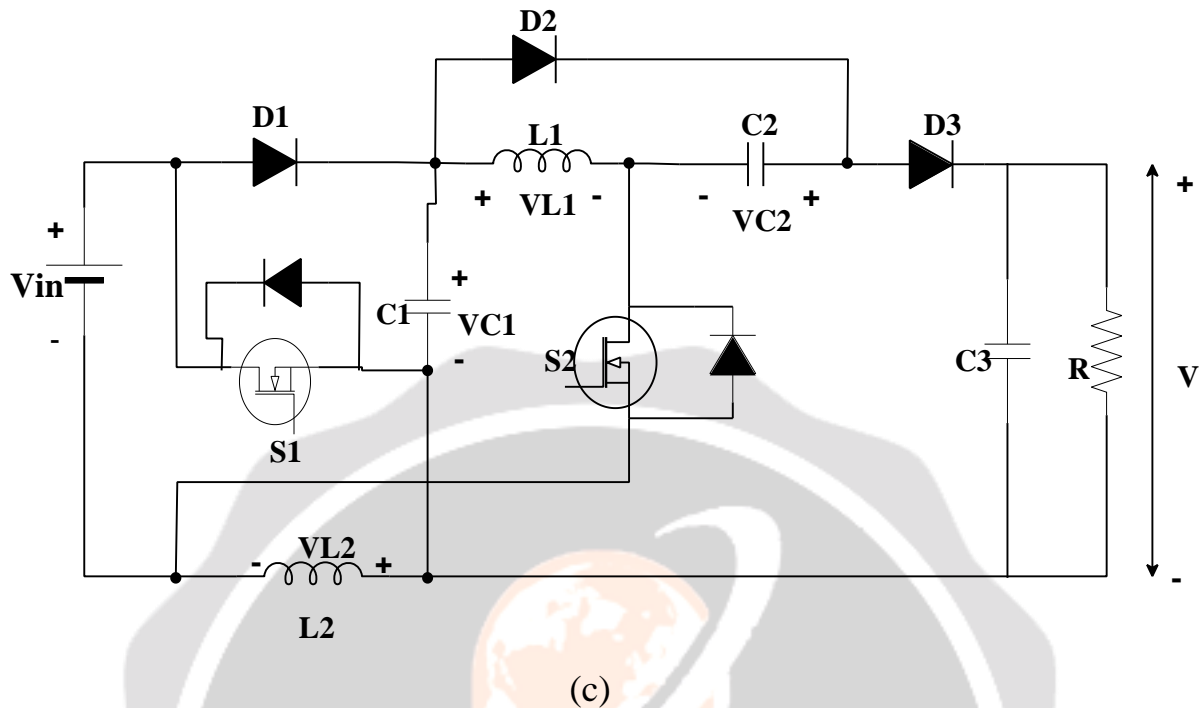 D2
D1
L1
C2
D3
+ VL1 -
- VC2 +
+
Vin
-
C1
+
VC1
-
S1
S2
C3
R
+
V
-
- VL2 +
L2
(c)